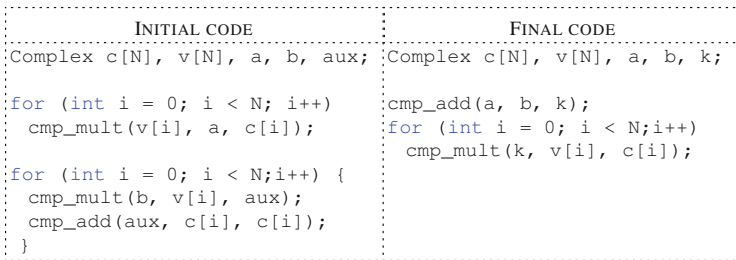 INITIAL CODE
Complex c[N], v[N], a, b, aux;
for (int i = 0; i < N; i++)
cmp_mult(v[i], a, c[i]);
for (int i = 0; i < N;i++) {
cmp_mult(b, v[i], aux);
cmp_add(aux, c[i], c[i]);
}
FINAL CODE
Complex c[N], v[N], a, b, k;
cmp_add(a, b, k);
for (int i = 0; i < N;i++)
cmp_mult(k, v[i], c[i]);